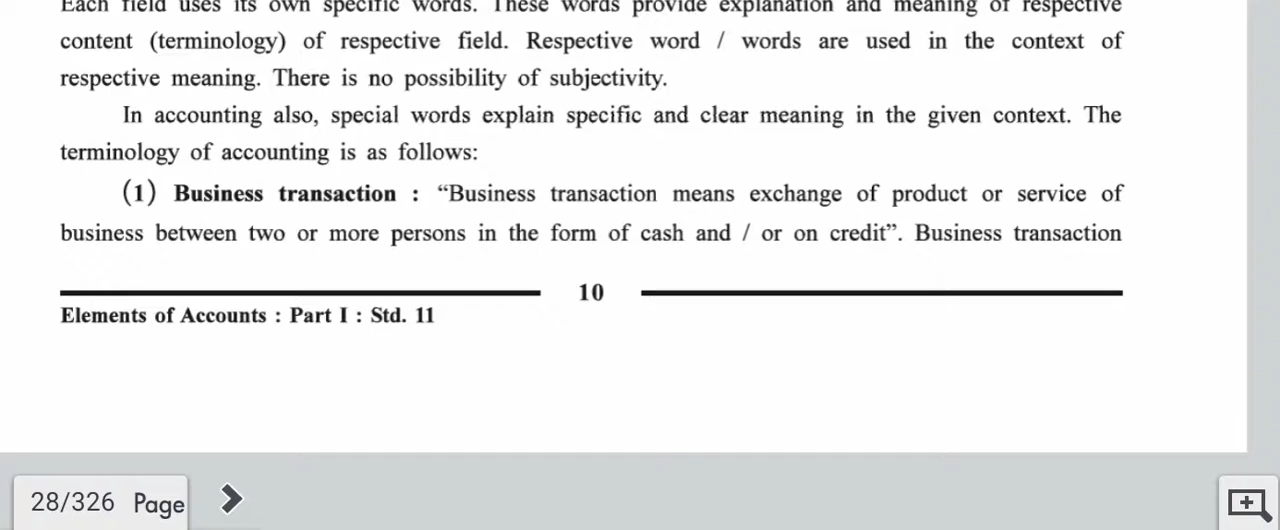 Each field uses its own specific words. These words provide explanation and meaning of respective
content (terminology) of respective field. Respective word / words are used in the context of
respective meaning. There is no possibility of subjectivity.
In accounting also, special words explain specific and clear meaning in the given context. The
terminology of accounting is as follows:
(1) Business transaction : “Business transaction means exchange of product or service of
business between two or more persons in the form of cash and / or on credit”. Business transaction
10
Elements of Accounts : Part I : Std. 11
28/326 Page